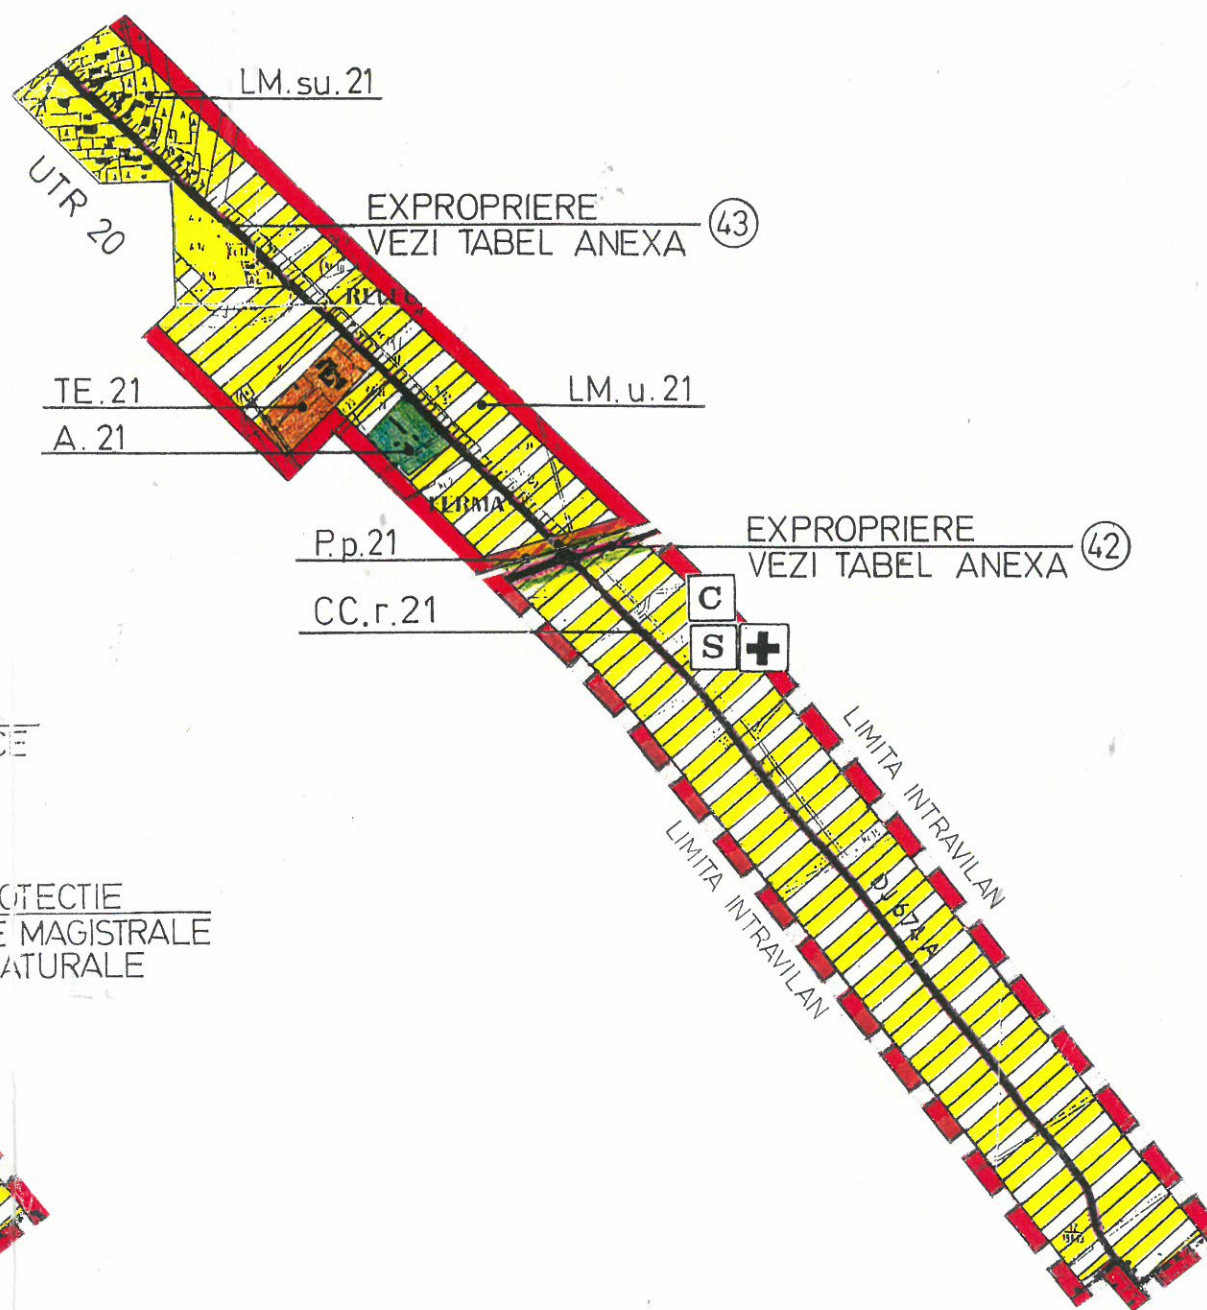 LM.su.21
UTR 20
EXPROPRIERE
VEZI TABEL ANEXA
43
TE.21
LM.u.21
A.21
FERMA
P.p.21
EXPROPRIERE
VEZI TABEL ANEXA
42
CC.r.21
C
S
LIMITA INTRAVILAN
LIMITA INTRAVILAN
DJ 674 A
MAGISTRALE